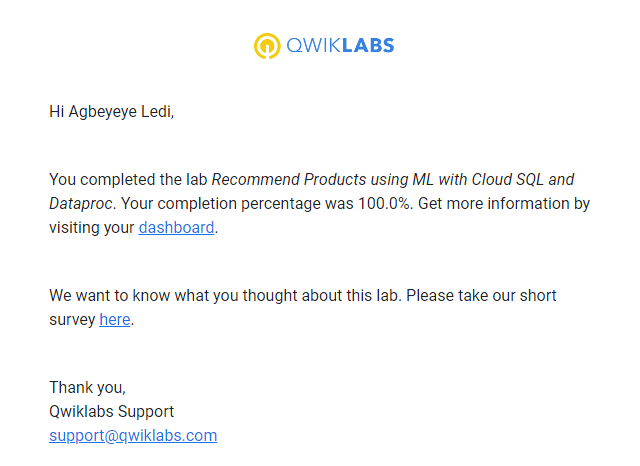 QWIKLABS
Hi Agbeyeye Ledi,
You completed the lab Recommend Products using ML with Cloud SQL and
Dataproc. Your completion percentage was 100.0%. Get more information by
visiting your dashboard.
We want to know what you thought about this lab. Please take our short
survey here.
Thank you,
Qwiklabs Support
support@qwiklabs.com